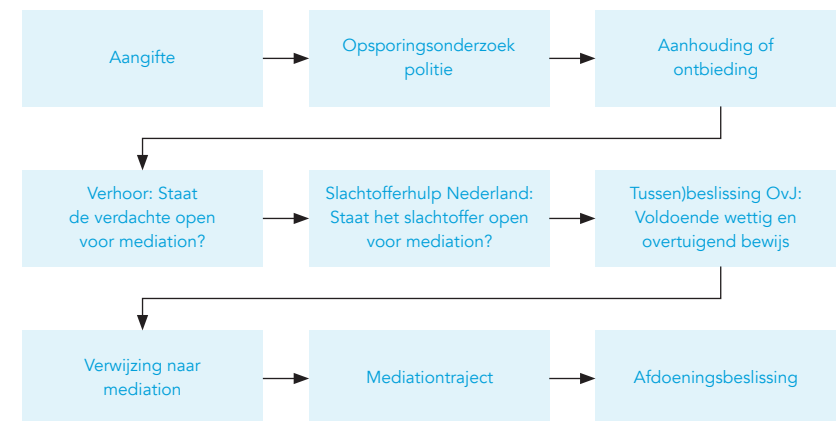 Aangifte
Opsporingsonderzoek
politie
Aanhouding of
ontbieding
Verhoor: Staat
de verdachte open
voor mediation?
Slachtofferhulp Nederland:
Staat het slachtoffer open
voor mediation?
Tussen)beslissing OvJ:
Voldoende wettig en
overtuigend bewijs
Verwijzing naar
mediation
Mediationtraject
Afdoeningsbeslissing